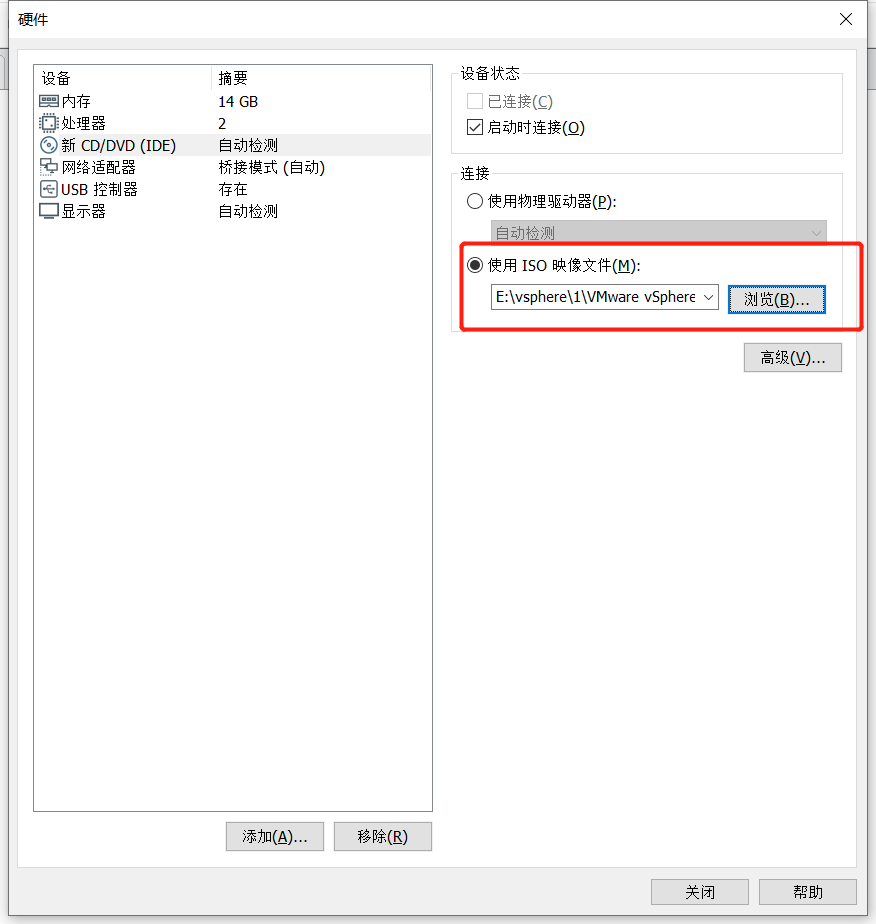 硬件
设备 摘要
内存 14 GB
处理器 2
新 CD/DVD (IDE) 自动检测
网络适配器 桥接模式 (自动)
USB 控制器 存在
显示器 自动检测
添加(A)... 移除(R)
设备状态
已连接(C)
启动时连接(O)
连接
使用物理驱动器(P):
自动检测
使用 ISO 映像文件(M):
E:\vsphere\1\VMware vSphere
浏览(B)...
高级(V)...
关闭 帮助